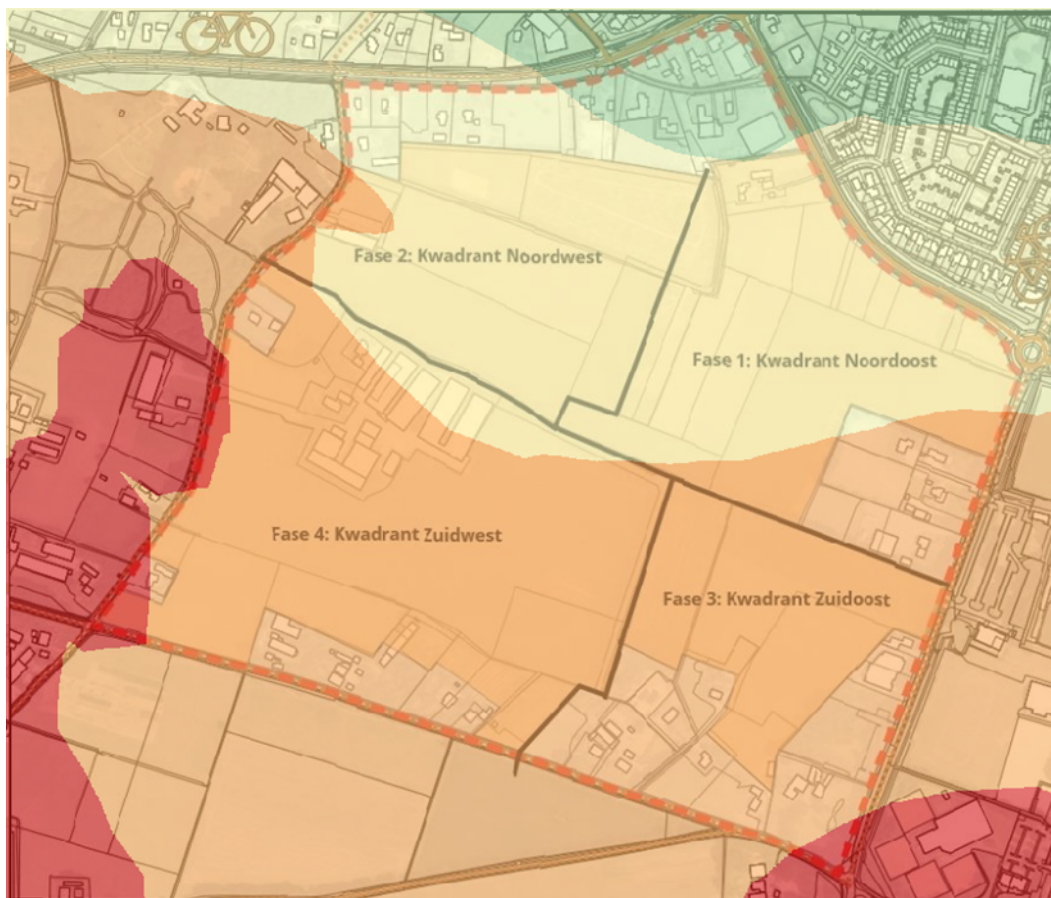 Fase 2: Kwadrant Noordwest
Fase 1: Kwadrant Noordoost
Fase 4: Kwadrant Zuidwest
Fase 3: Kwadrant Zuidoost